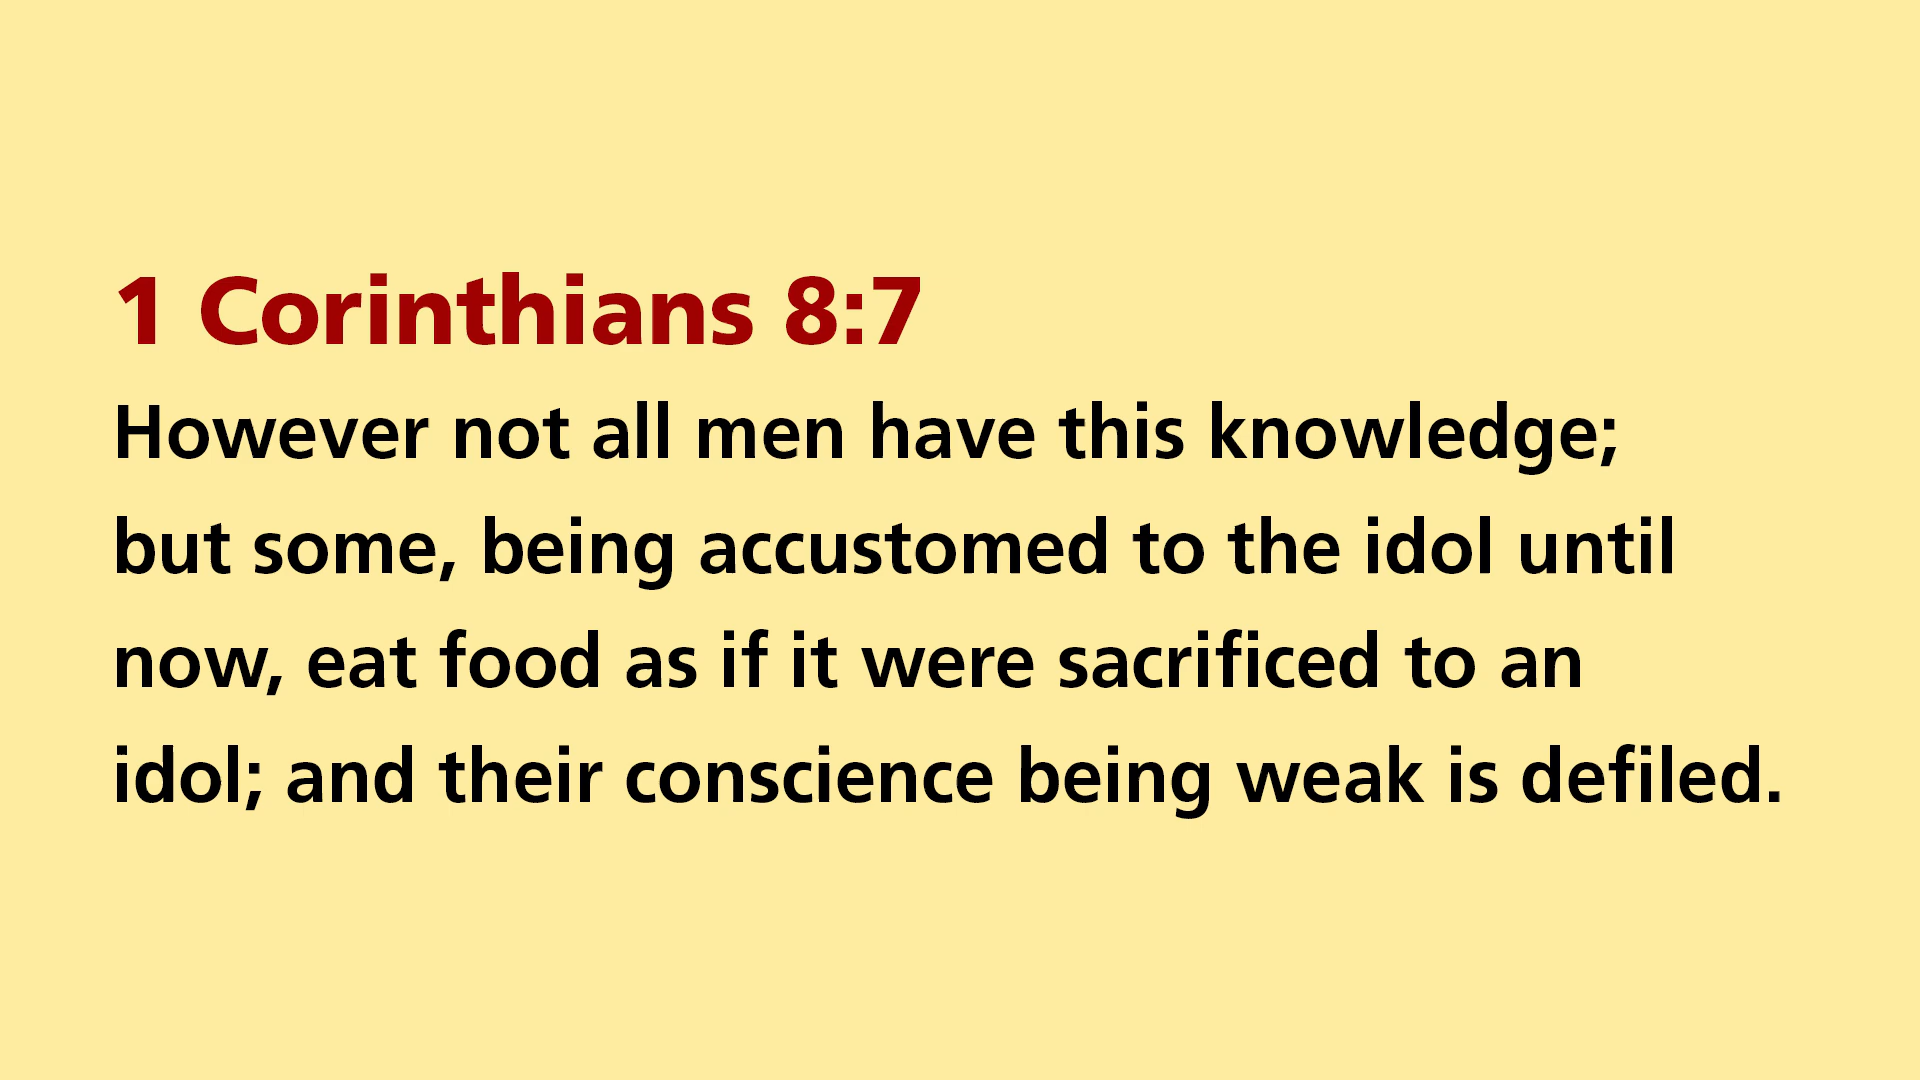 1 Corinthians 8:7
However not all men have this knowledge;
but some, being accustomed to the idol until
now, eat food as if it were sacrificed to an
idol; and their conscience being weak is defiled.